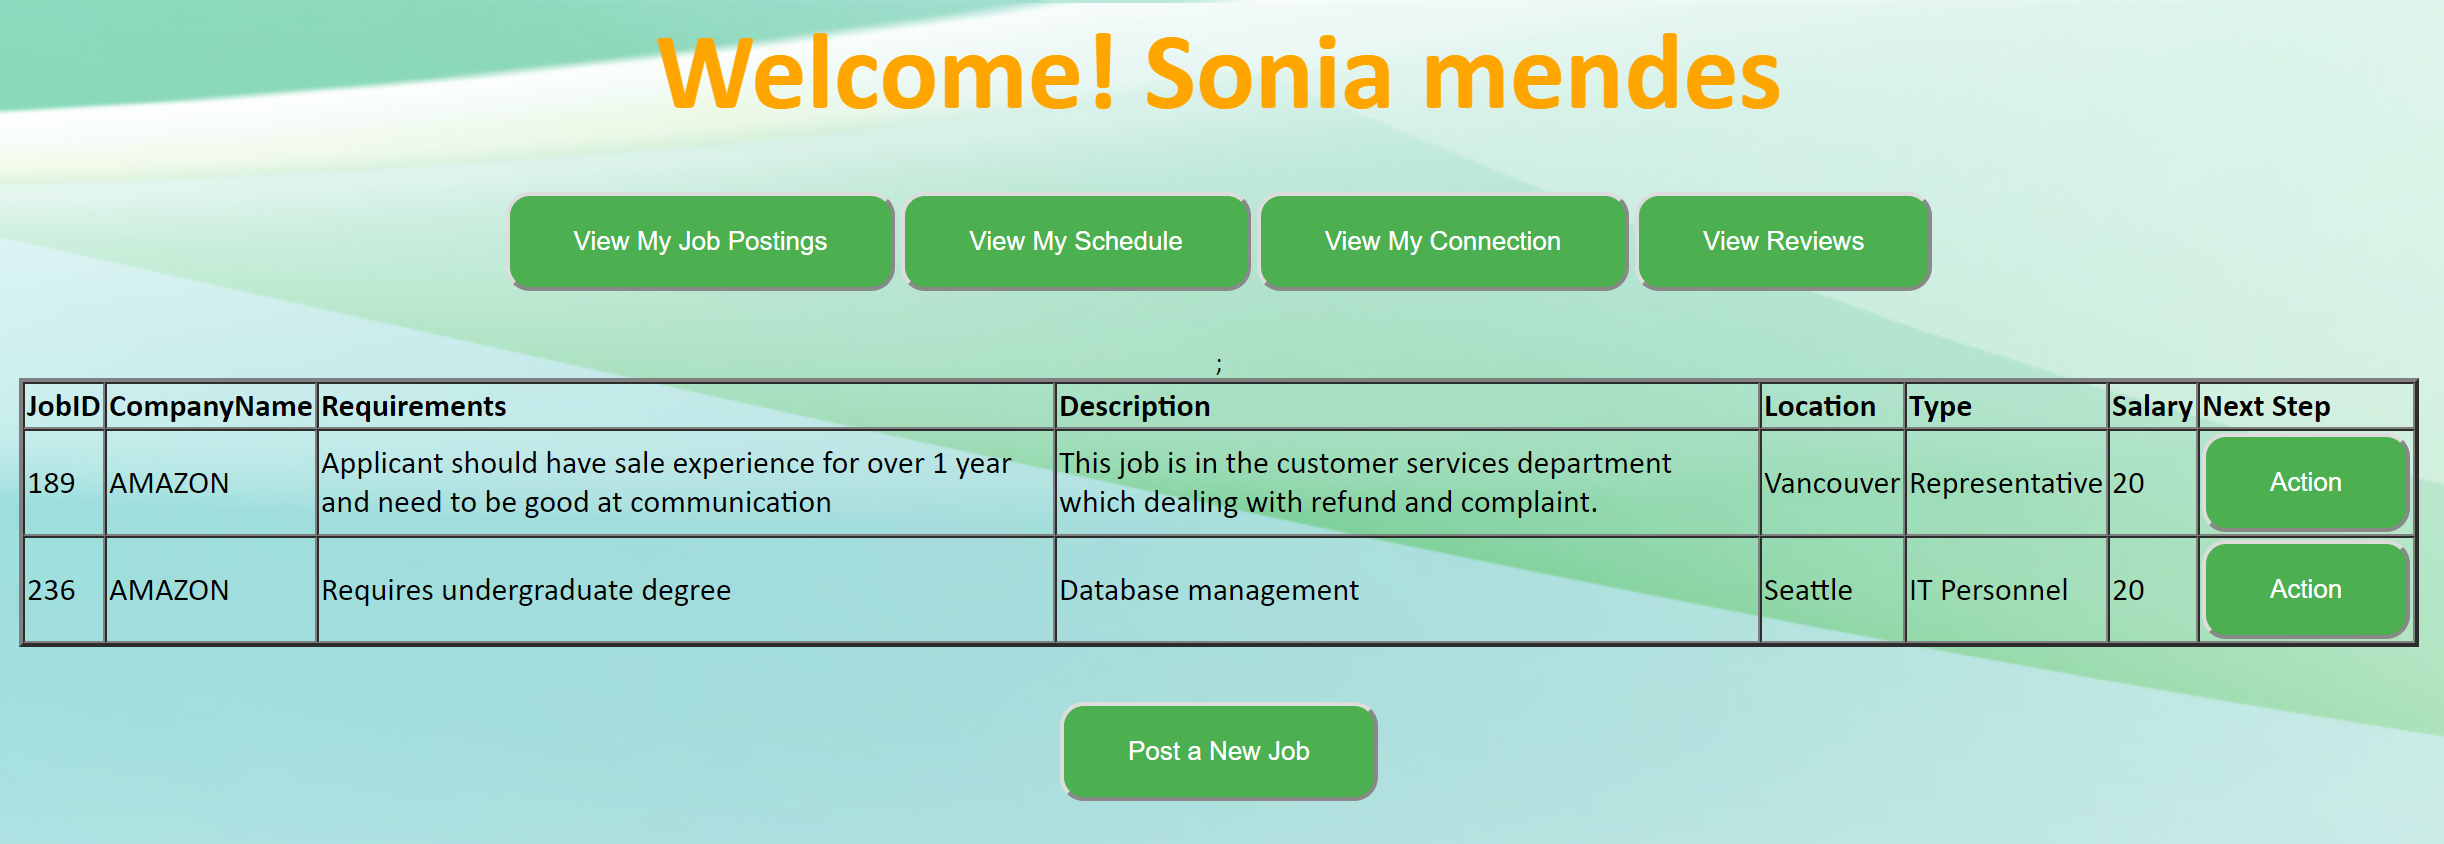 Welcome! Sonia mendes
View My Job Postings View My Schedule View My Connection View Reviews
;
JobID CompanyName Requirements Description Location Type Salary Next Step
189 AMAZON Applicant should have sale experience for over 1 year and need to be good at communication This job is in the customer services department which dealing with refund and complaint. Vancouver Representative 20 Action
236 AMAZON Requires undergraduate degree Database management Seattle IT Personnel 20 Action
Post a New Job